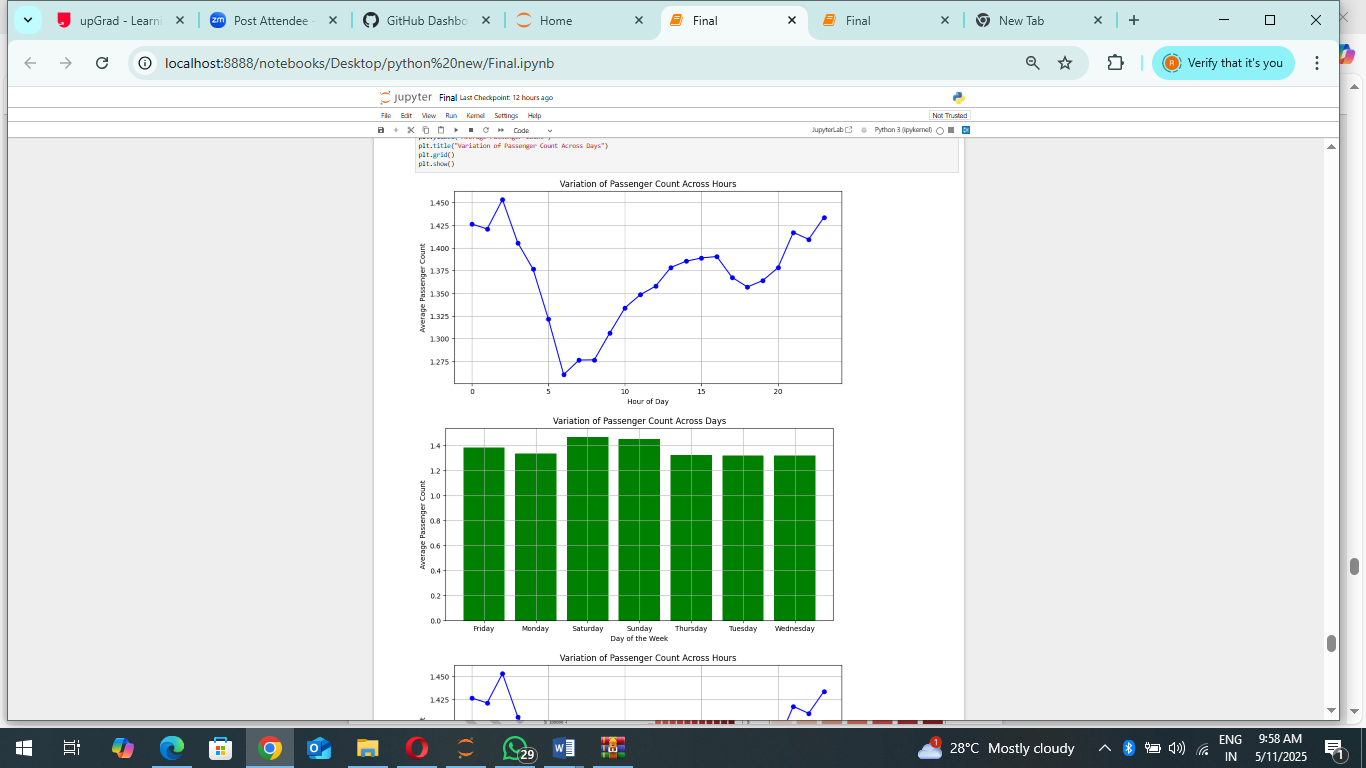 upGrad - Learni
Post Attendee -
GitHub Dashbo
Home
Final
Final
New Tab
localhost:8888/notebooks/Desktop/python%20new/Final.ipynb
Verify that it's you
jupyter Final Last Checkpoint: 12 hours ago
File Edit View Run Kernel Settings Help
Not Trusted
Code
JupyterLab
Python 3 (ipykernel)
plt.title("Variation of Passenger Count Across Days")
plt.grid()
plt.show()
Variation of Passenger Count Across Hours
1.450
1.425
1.400
1.375
1.350
1.325
1.300
1.275
Average Passenger Count
0 5 10 15 20
Hour of Day
Variation of Passenger Count Across Days
1.4
1.2
1.0
0.8
0.6
0.4
0.2
0.0
Average Passenger Count
Friday Monday Saturday Sunday Thursday Tuesday Wednesday
Day of the Week
Variation of Passenger Count Across Hours
1.450
1.425
zm
R
29
W
1
28°C Mostly cloudy
ENG
IN
9:58 AM
5/11/2025
1